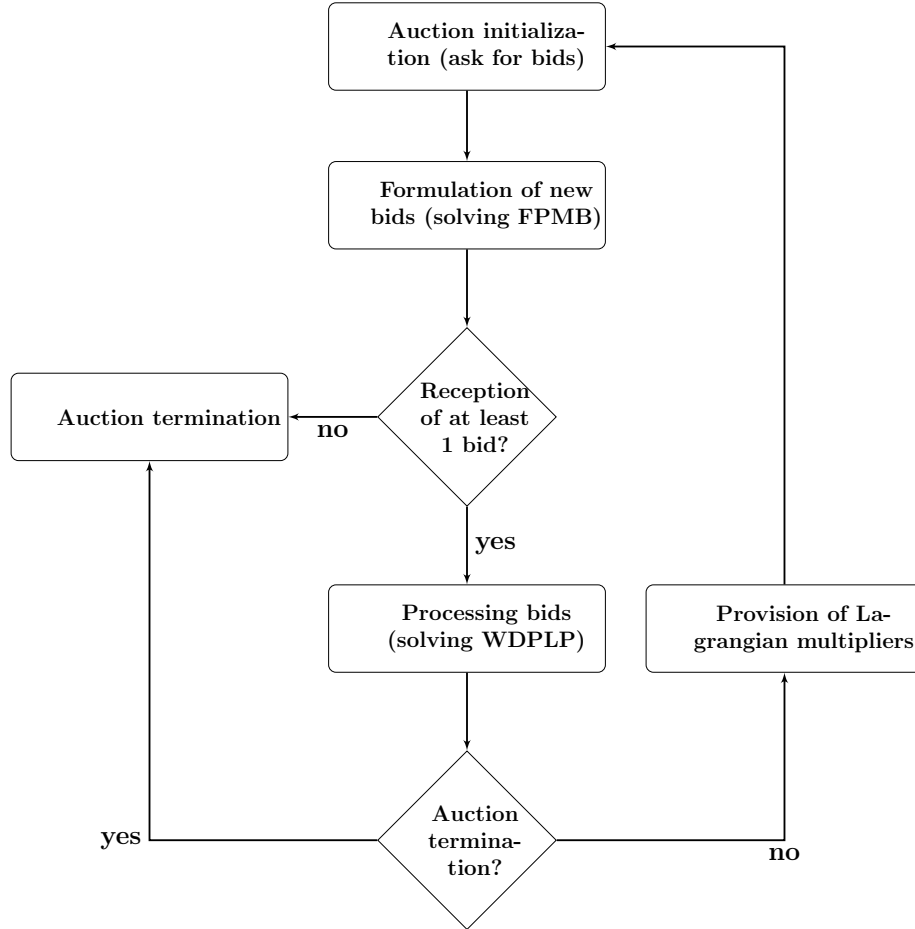 Auction initializa-
tion (ask for bids)
Formulation of new
bids (solving FPMB)
Reception
of at least
1 bid?
Auction termination
no
yes
Processing bids
(solving WDPLP)
Provision of La-
grangian multipliers
Auction
termina-
tion?
yes
no